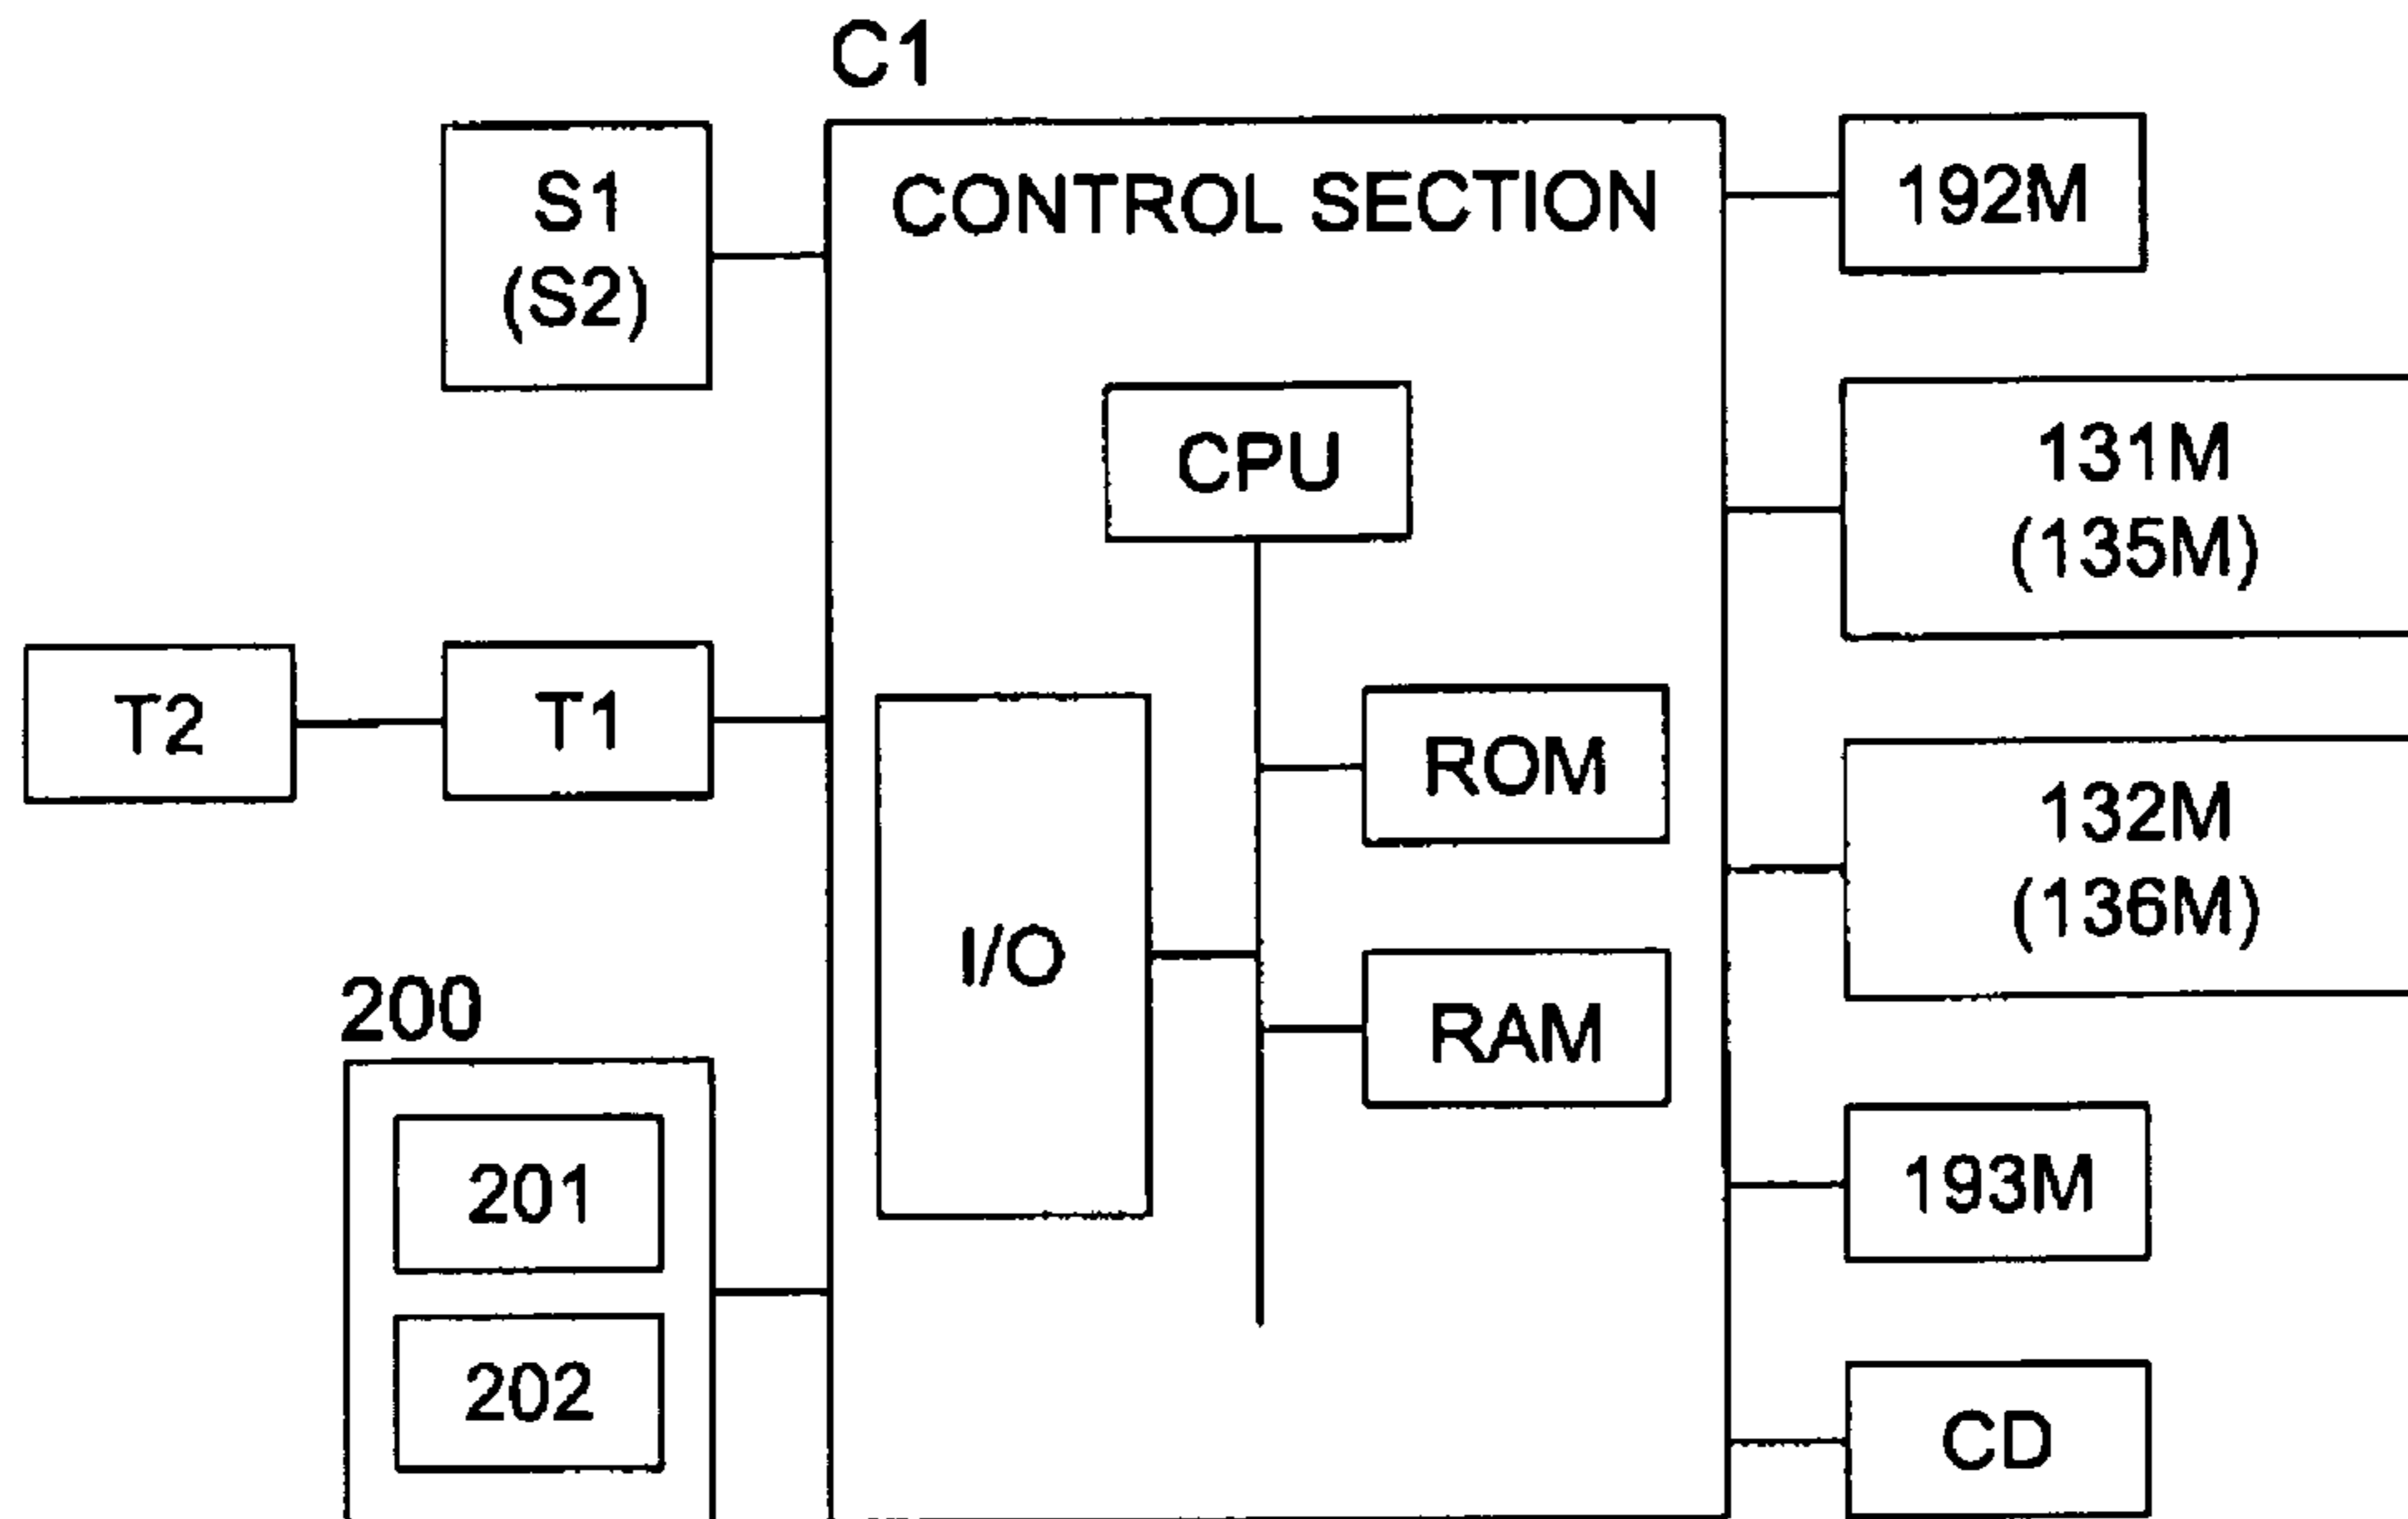 C1
S1
(S2)
CONTROL SECTION
192M
CPU
131M
(135M)
T2
T1
ROM
132M
(136M)
I/O
RAM
200
201
193M
202
CD